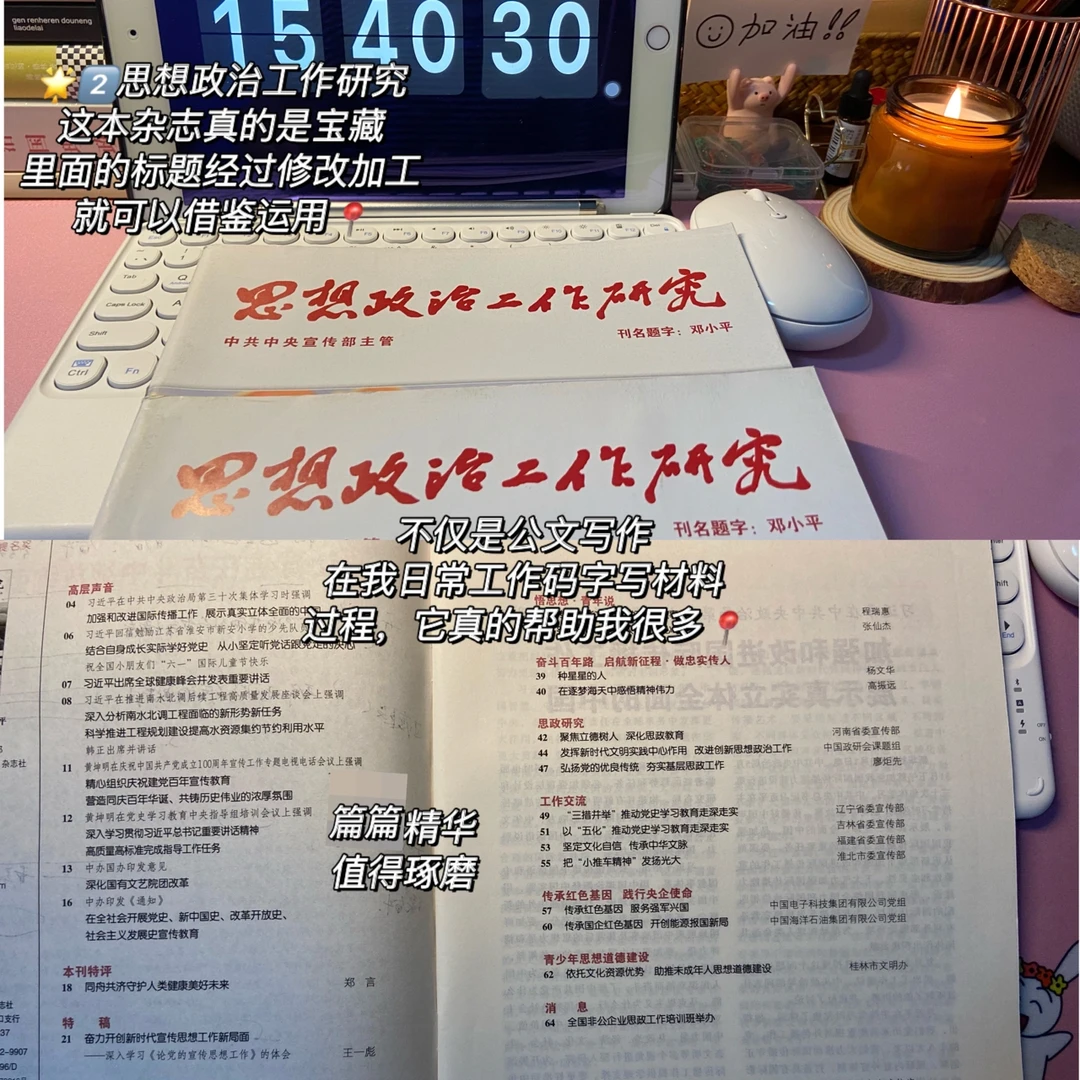 gen renheren douneng
liaodelai
15 40 30
加油!!
2 思想政治工作研究
这本杂志真的是宝藏
里面的标题经过修改加工
就可以借鉴运用
Tab
Q
Caps Lock
A
Shift
Ctrl
Fn
思想政治工作研究
中共中央宣传部主管
刊名题字：邓小平
思想政治工作研究
刊名题字：邓小平
不仅是公文写作
在我日常工作码字写材料
过程，它真的帮助我很多
高层声音
04 习近平在中共中央政治局第三十次集体学习时强调
加强和改进国际传播工作 展示真实立体全面的中国
06 习近平回信勉励江苏省淮安市新安小学的少先队员
结合自身成长实际学好党史 从小坚定听党话跟党走的决心
祝全国小朋友们“六一”国际儿童节快乐
07 习近平出席全球健康峰会并发表重要讲话
08 习近平在推进南水北调后续工程高质量发展座谈会上强调
深入分析南水北调工程面临的新形势新任务
科学推进工程规划建设提高水资源集约节约利用水平
韩正出席并讲话
11 黄坤明在庆祝中国共产党成立100周年宣传工作专题电视电话会议上强调
精心组织庆祝建党百年宣传教育
营造同庆百年华诞、共铸历史伟业的浓厚氛围
12 黄坤明在党史学习教育中央指导组培训会议上强调
深入学习贯彻习近平总书记重要讲话精神
高质量高标准完成指导工作任务
13 中办国办印发意见
深化国有文艺院团改革
16 中办印发《通知》
在全社会开展党史、新中国史、改革开放史、
社会主义发展史宣传教育
本刊特评
18 同舟共济守护人类健康美好未来 郑言
特稿
21 奋力开创新时代宣传思想工作新局面
——深入学习《论党的宣传思想工作》的体会 王一彪
篇篇精华
值得琢磨
悟思想·青年说
程瑞惠
张仙杰
奋斗百年路 启航新征程·做忠实传人
39 种星星的人 杨文华
40 在逐梦海天中感悟精神伟力 高振远
思政研究
42 聚焦立德树人 深化思政教育 河南省委宣传部
44 发挥新时代文明实践中心作用 改进创新思想政治工作 中国政研会课题组
47 弘扬党的优良传统 夯实基层思政工作 廖炬先
工作交流
49 “三措并举”推动党史学习教育走深走实 辽宁省委宣传部
51 以“五化”推动党史学习教育走深走实 吉林省委宣传部
53 坚定文化自信 传承中华文脉 福建省委宣传部
55 把“小推车精神”发扬光大 淮北市委宣传部
传承红色基因 践行央企使命
57 传承红色基因 服务强军兴国 中国电子科技集团有限公司党组
60 传承国企红色基因 开创能源报国新局 中国海洋石油集团有限公司党组
青少年思想道德建设
62 依托文化资源优势 助推未成年人思想道德建设 桂林市文明办
消息
64 全国非公企业思政工作培训班举办
End